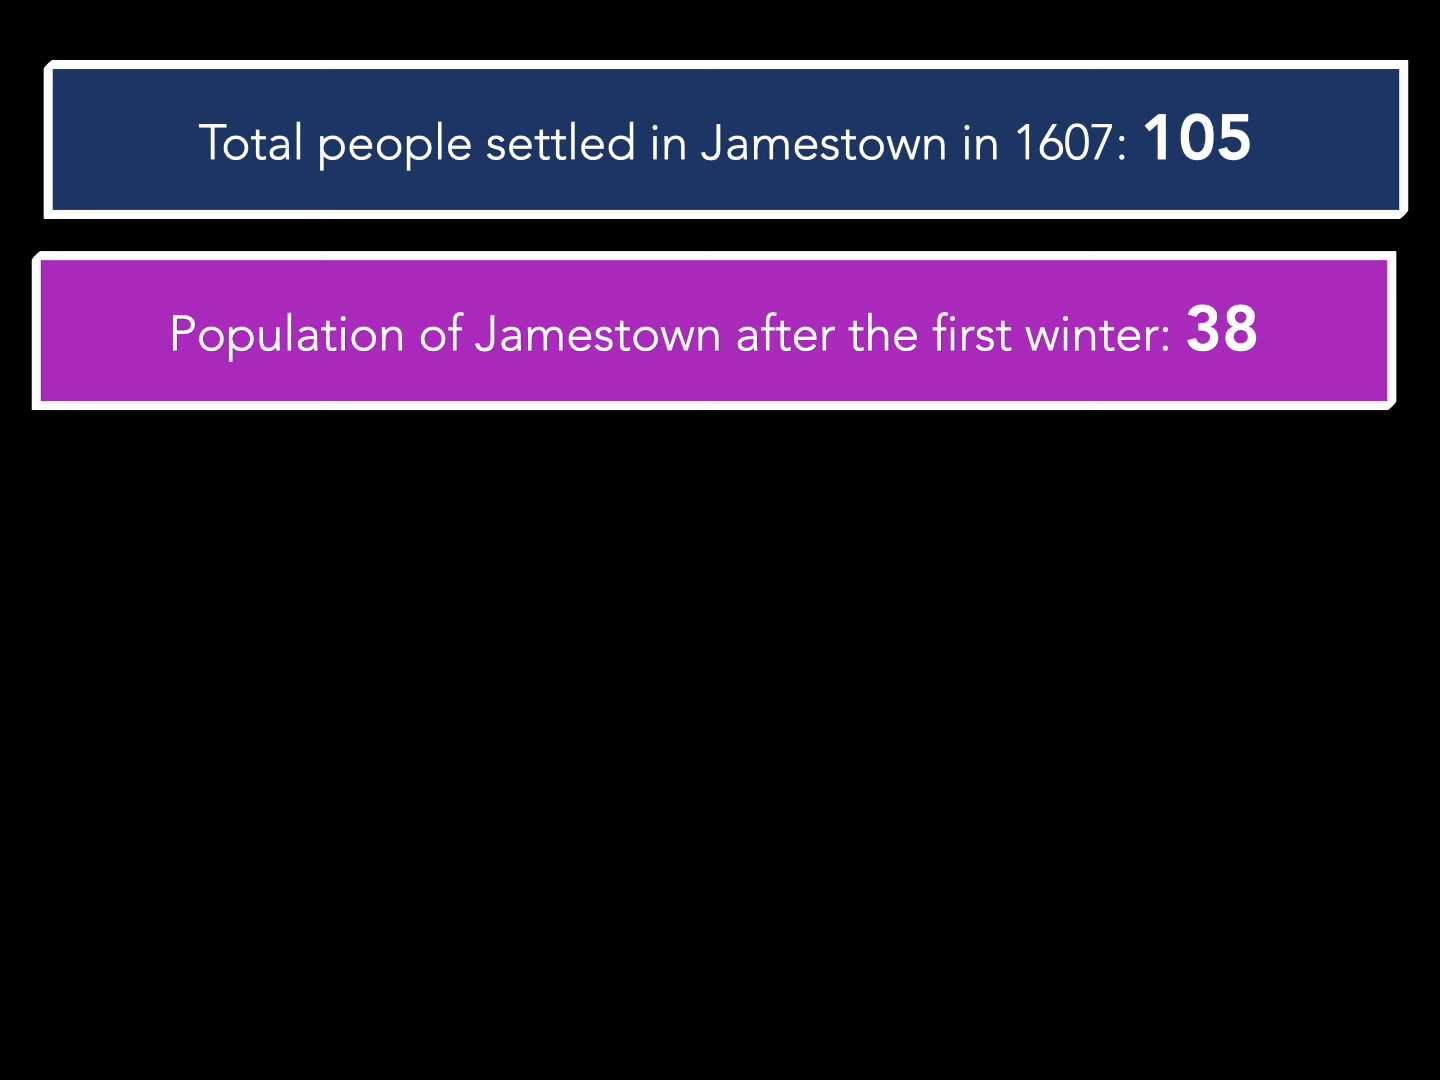 Total people settled in Jamestown in 1607: 105
Population of Jamestown after the first winter: 38